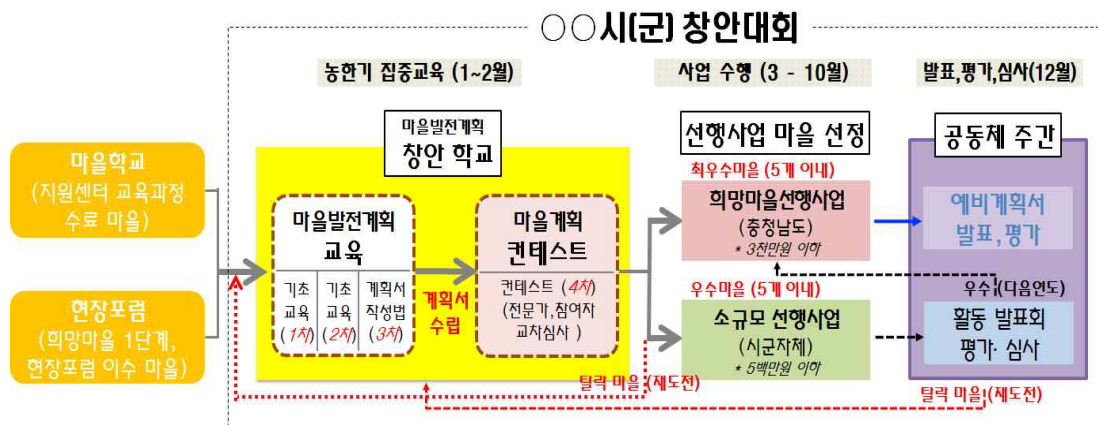 ○○시(군) 창안대회
농한기 집중교육 (1~2월)
사업 수행 (3 - 10월)
발표,평가,심사(12월)
마을발전계획
창안 학교
선행사업 마을 선정
공동체 주간
마을학교
(지원센터 교육과정
수료 마을)
현장포럼
(희망마을 1단계,
현장포럼 이수 마을)
마을발전계획
교육
기초
교육
(1차)
기초
교육
(2차)
계획서
작성법
(3차)
계획서
수립
마을계획
컨테스트
컨테스트 (4차)
(전문가,참여자
교차심사 )
최우수마을 (5개 이내)
희망마을선행사업
(충청남도)
* 3천만원 이하
우수마을 (5개 이내)
소규모 선행사업
(시군자체)
* 5백만원 이하
예비계획서
발표,평가
우수 (다음연도)
활동 발표회
평가· 심사
탈락 마을 (재도전)
탈락 마을 (재도전)